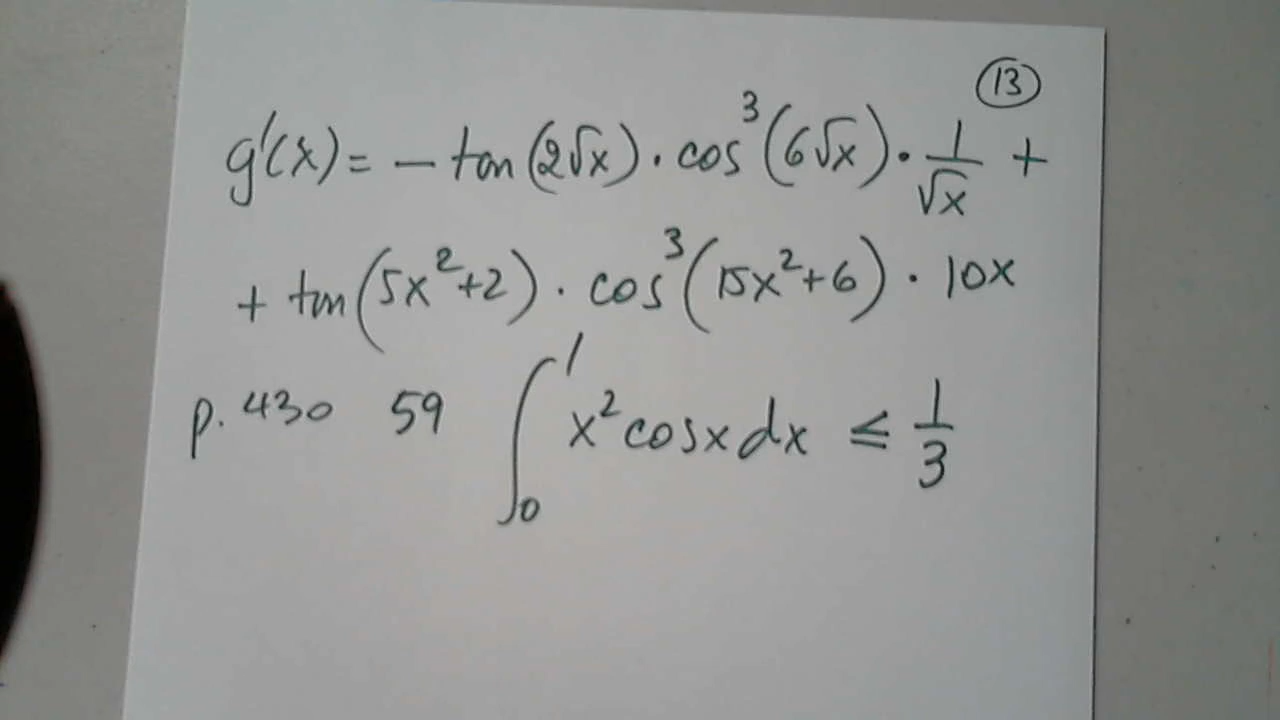 13
g'(x) = - tan(2√x) · cos³(6√x) · 1/√x +
+ tan(5x²+2) · cos³(15x²+6) · 10x
p. 430 59 ∫₀¹ x² cosx dx ≤ 1/3